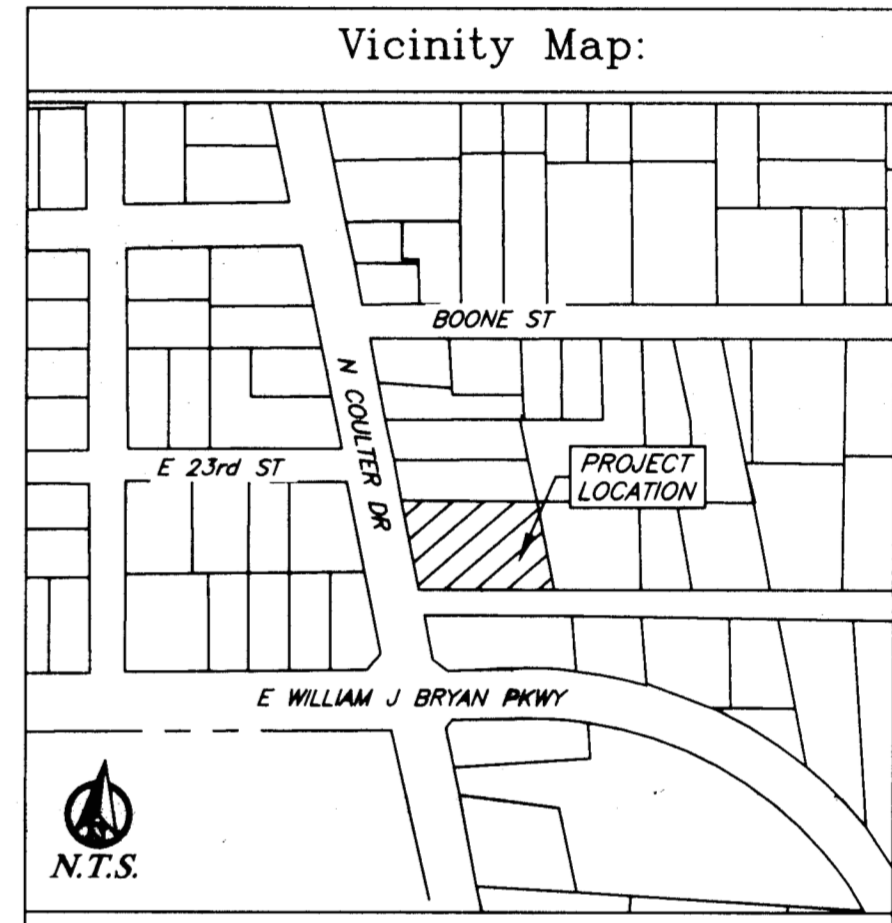 Vicinity Map:
BOONE ST
N COULTER DR
E 23rd ST
PROJECT
LOCATION
E WILLIAM J BRYAN PKWY
N.T.S.